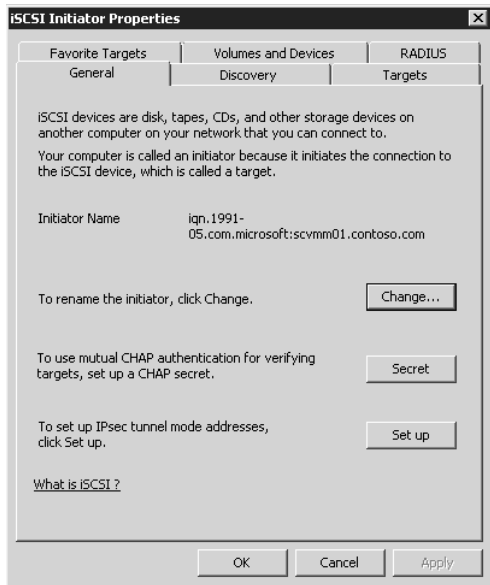 iSCSI Initiator Properties
Favorite Targets
Volumes and Devices
RADIUS
General
Discovery
Targets
iSCSI devices are disk, tapes, CDs, and other storage devices on
another computer on your network that you can connect to.
Your computer is called an initiator because it initiates the connection to
the iSCSI device, which is called a target.
Initiator Name
iqn.1991-
05.com.microsoft:scvmm01.contoso.com
To rename the initiator, click Change.
Change...
To use mutual CHAP authentication for verifying
targets, set up a CHAP secret.
Secret
To set up IPsec tunnel mode addresses,
click Set up.
Set up
What is iSCSI ?
OK
Cancel
Apply